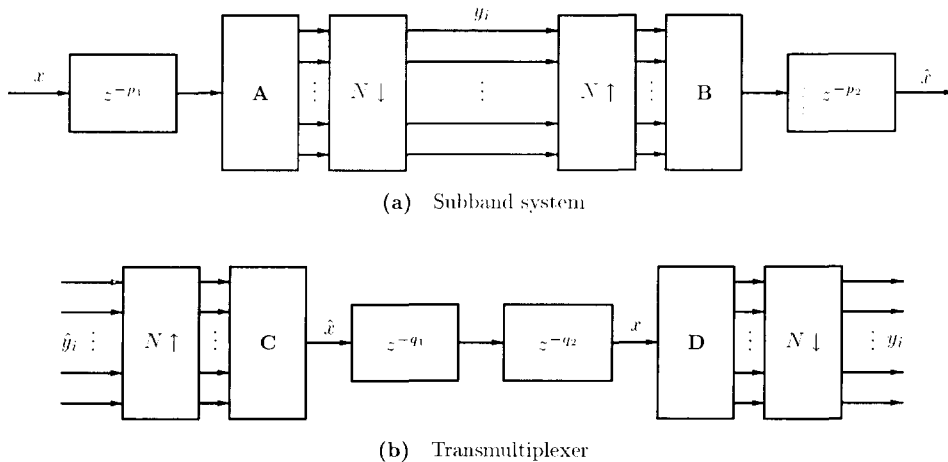 y_i
x z^{-p_1} A ⋮ N ↓ ⋮ N ↑ ⋮ B z^{-p_2} x̂
(a) Subband system
ŷ_i ⋮ N ↑ ⋮ C x̂ z^{-q_1} z^{-q_2} x D ⋮ N ↓ ⋮ y_i
(b) Transmultiplexer